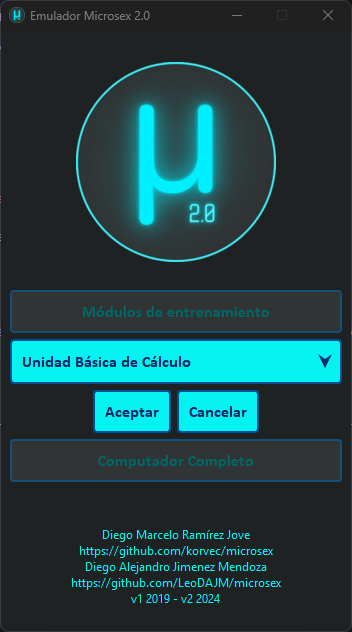 Emulador Microsex 2.0
µ
2.0
Módulos de entrenamiento
Unidad Básica de Cálculo
Aceptar Cancelar
Computador Completo
Diego Marcelo Ramírez Jove
https://github.com/korvec/microsex
Diego Alejandro Jimenez Mendoza
https://github.com/LeoDAJM/microsex
v1 2019 - v2 2024